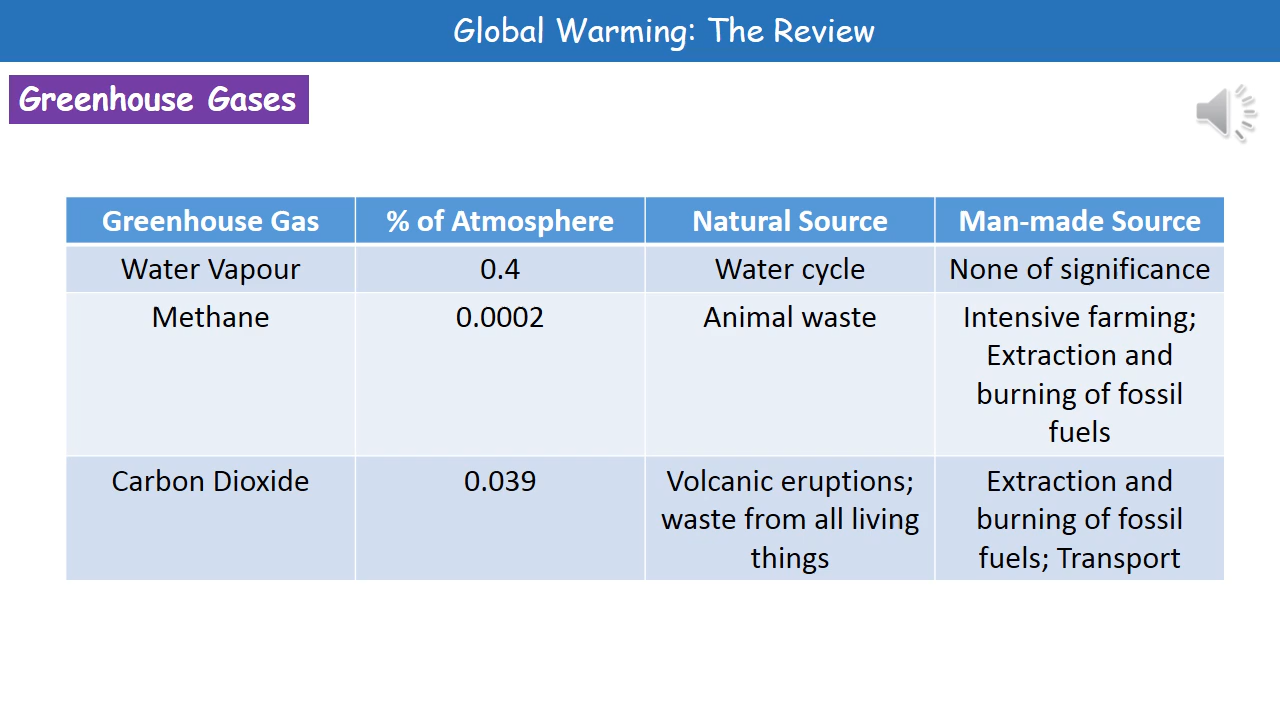 Global Warming: The Review
Greenhouse Gases
Greenhouse Gas % of Atmosphere Natural Source Man-made Source
Water Vapour 0.4 Water cycle None of significance
Methane 0.0002 Animal waste Intensive farming;
Extraction and
burning of fossil
fuels
Carbon Dioxide 0.039 Volcanic eruptions; Extraction and
waste from all living burning of fossil
things fuels; Transport